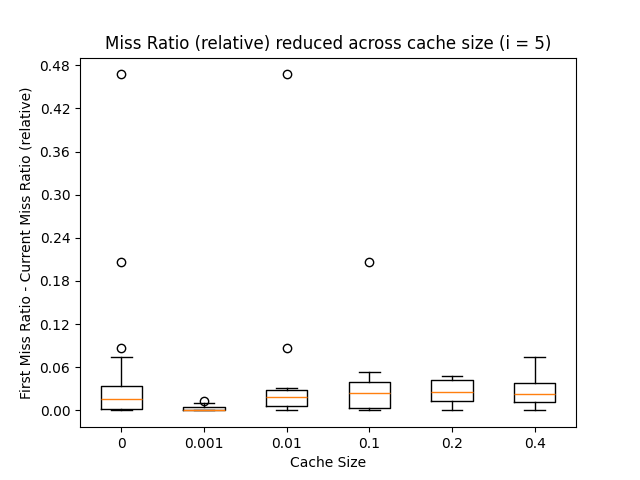 Miss Ratio (relative) reduced across cache size (i = 5)
First Miss Ratio - Current Miss Ratio (relative)
0.48
0.42
0.36
0.30
0.24
0.18
0.12
0.06
0.00
0 0.001 0.01 0.1 0.2 0.4
Cache Size